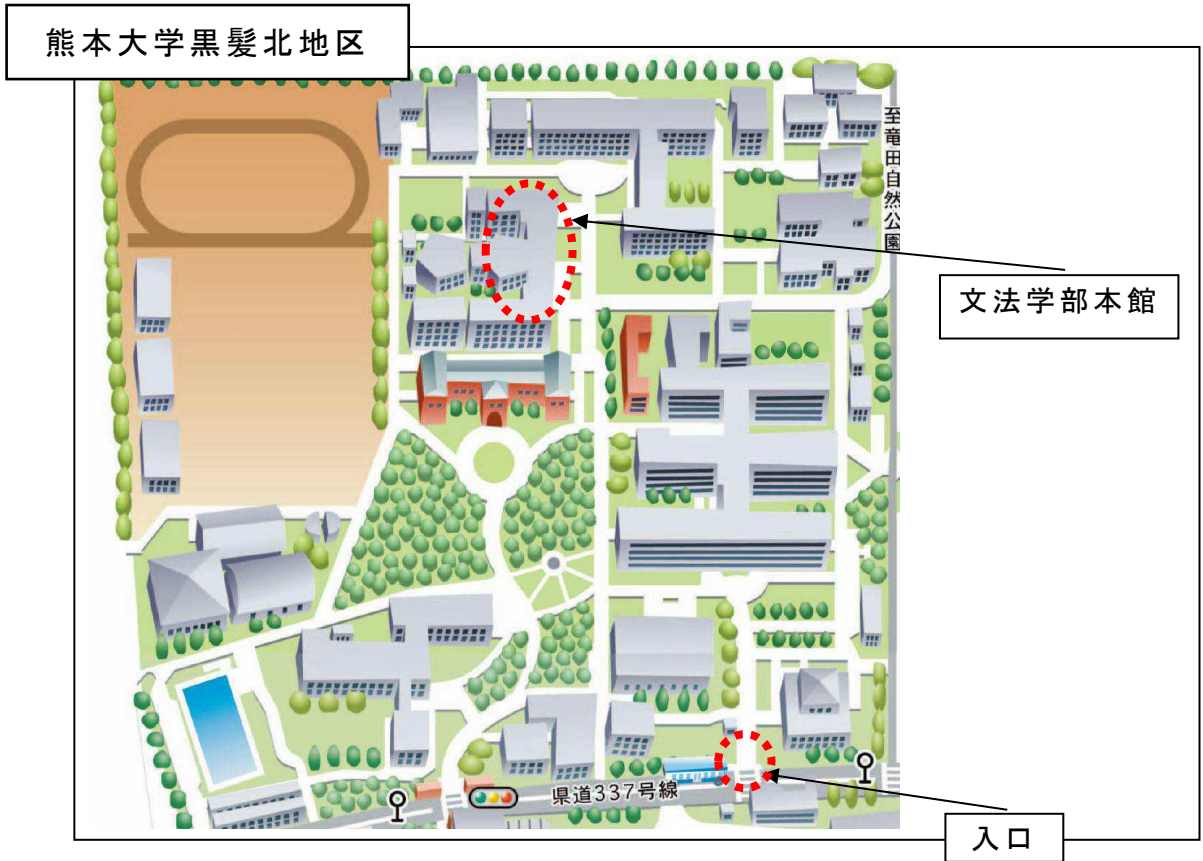 熊本大学黒髪北地区
至竜田自然公園
文法学部本館
県道337号線
入口